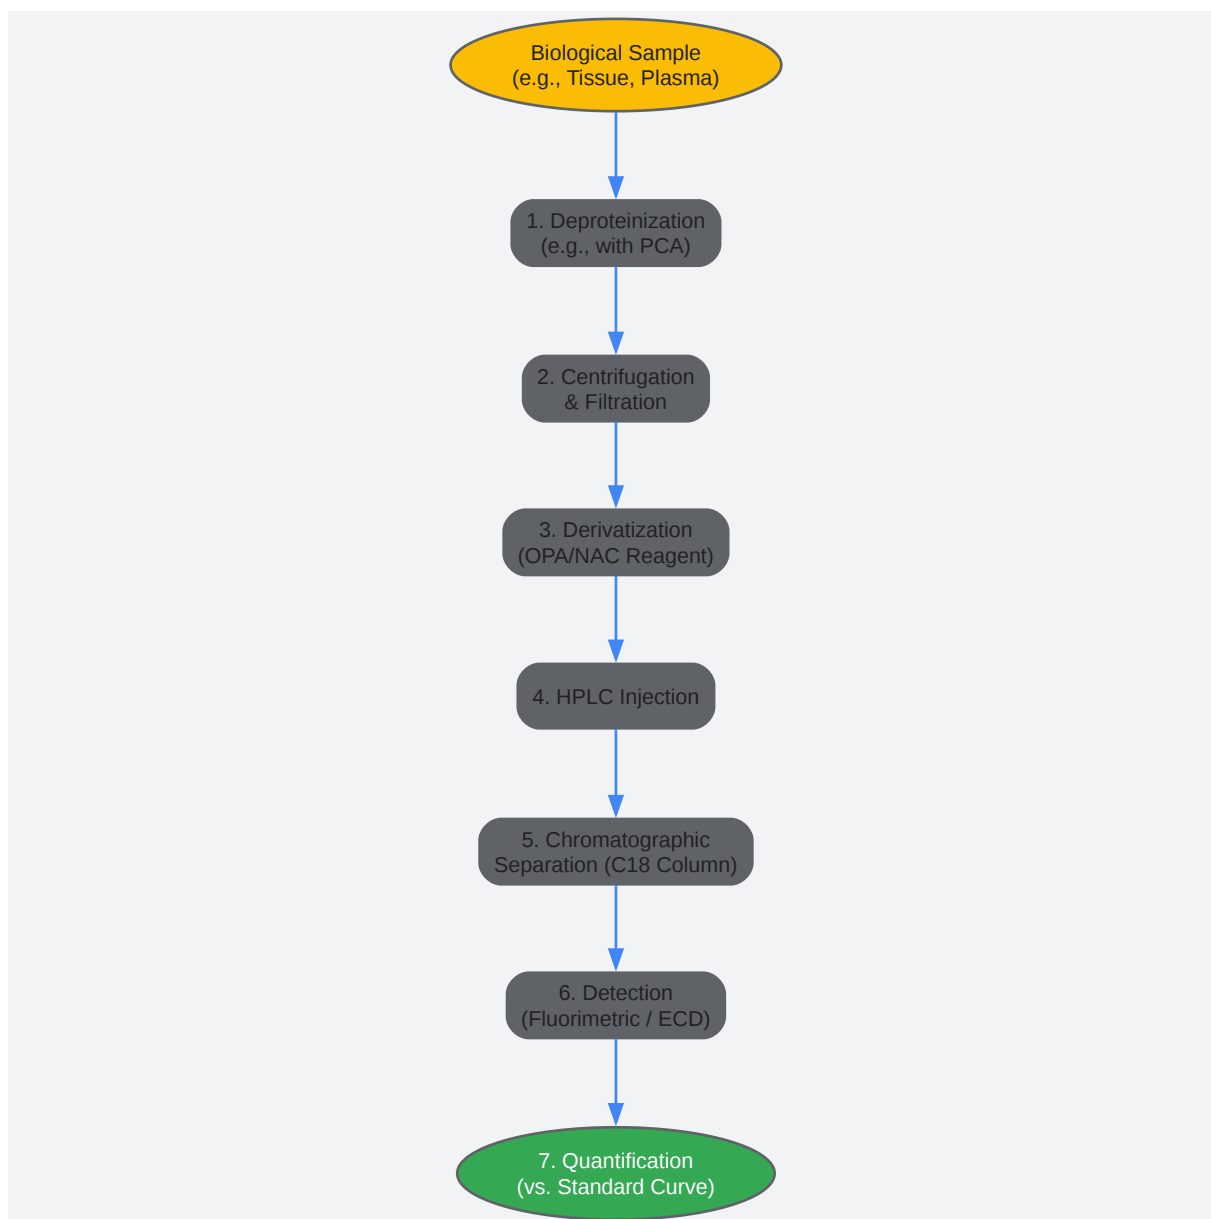 Biological Sample
(e.g., Tissue, Plasma)
1. Deproteinization
(e.g., with PCA)
2. Centrifugation
& Filtration
3. Derivatization
(OPA/NAC Reagent)
4. HPLC Injection
5. Chromatographic
Separation (C18 Column)
6. Detection
(Fluorimetric / ECD)
7. Quantification
(vs. Standard Curve)